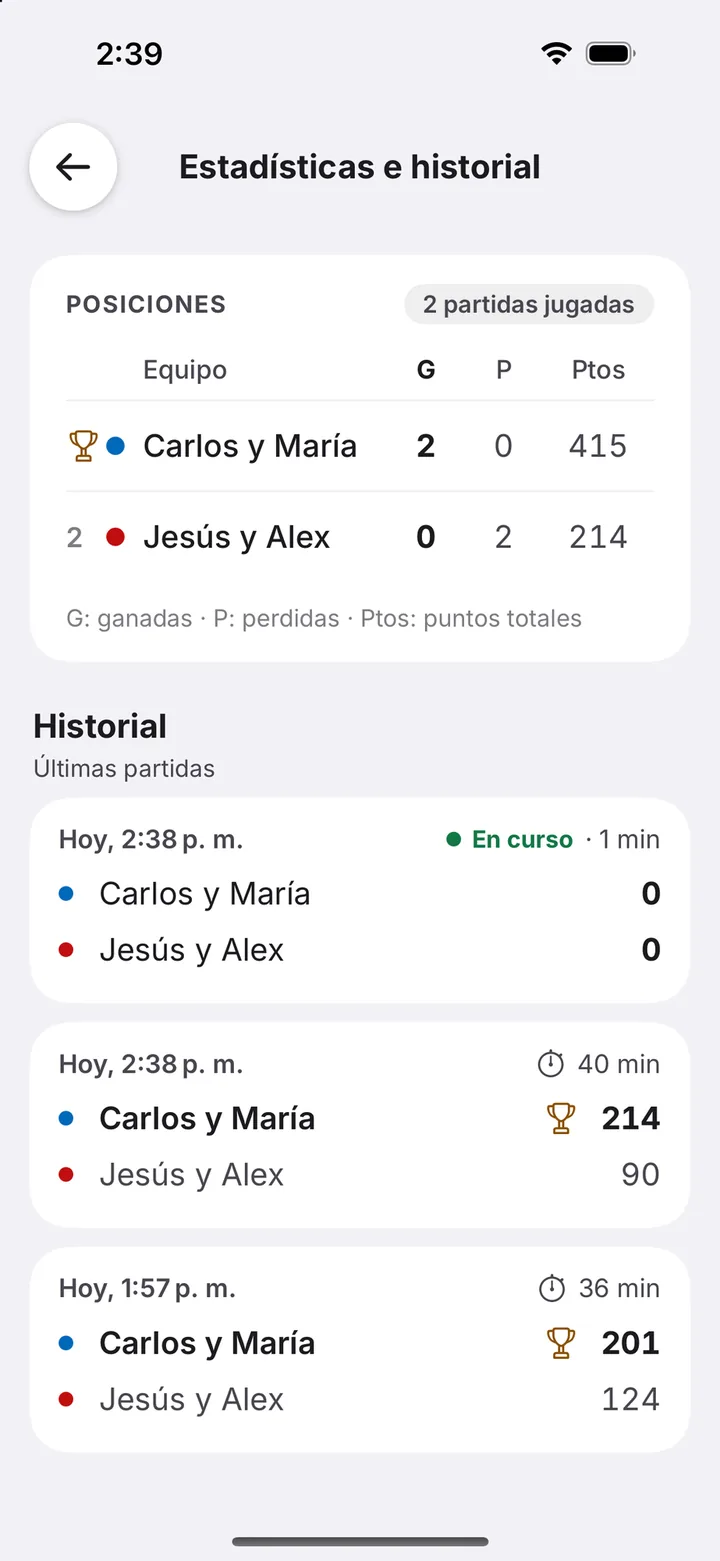 2:39
Estadísticas e historial
POSICIONES 2 partidas jugadas
Equipo G P Ptos
Carlos y María 2 0 415
2 Jesús y Alex 0 2 214
G: ganadas · P: perdidas · Ptos: puntos totales
Historial
Últimas partidas
Hoy, 2:38 p. m. En curso · 1 min
Carlos y María 0
Jesús y Alex 0
Hoy, 2:38 p. m. 40 min
Carlos y María 214
Jesús y Alex 90
Hoy, 1:57 p. m. 36 min
Carlos y María 201
Jesús y Alex 124